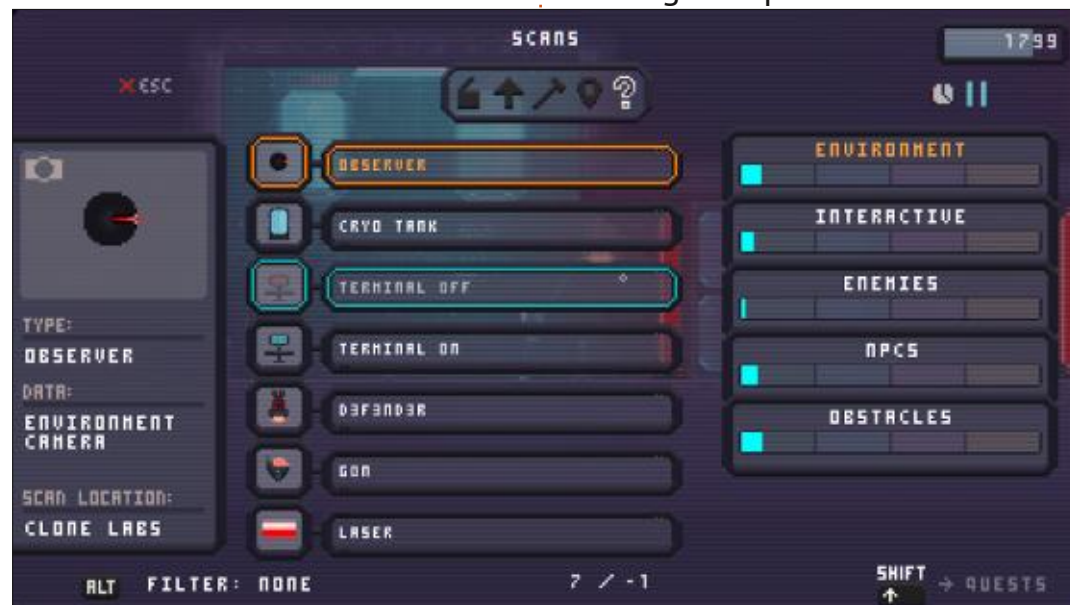 SCANS
1799
ESC
OBSERVER
CRYO TANK
TERMINAL OFF
TERMINAL ON
D3F3ND3R
GOM
LASER
TYPE:
OBSERVER
DATA:
ENVIRONMENT
CAMERA
SCAN LOCATION:
CLONE LABS
ENVIRONMENT
INTERACTIVE
ENEMIES
NPCS
OBSTACLES
ALT FILTER: NONE
7 / -1
SHIFT
→ QUESTS